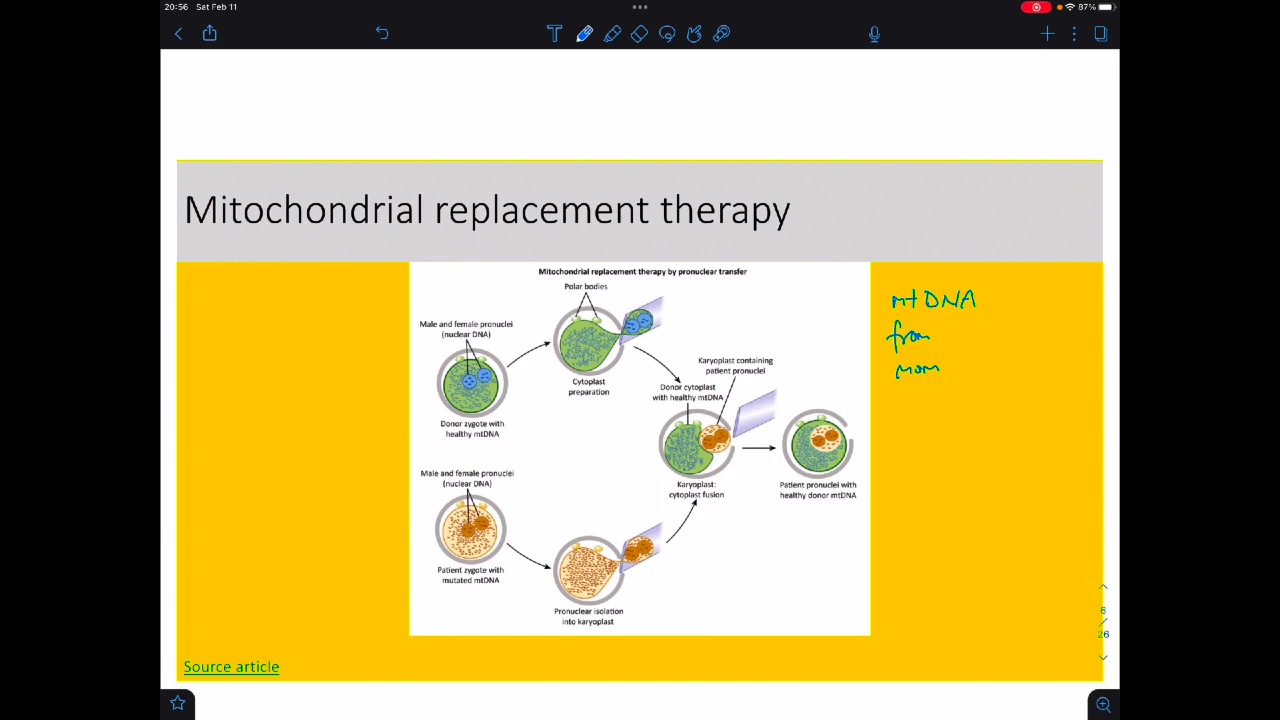 20:56 Sat Feb 11
87%
Mitochondrial replacement therapy
Mitochondrial replacement therapy by pronuclear transfer
Polar bodies
Male and female pronuclei
(nuclear DNA)
Cytoplast
preparation
Donor zygote with
healthy mtDNA
Karyoplast containing
patient pronuclei
Donor cytoplast
with healthy mtDNA
Male and female pronuclei
(nuclear DNA)
Karyoplast:
cytoplast fusion
Patient pronuclei with
healthy donor mtDNA
Patient zygote with
mutated mtDNA
Pronuclear isolation
into karyoplast
mtDNA
from
mom
Source article
6
/
26